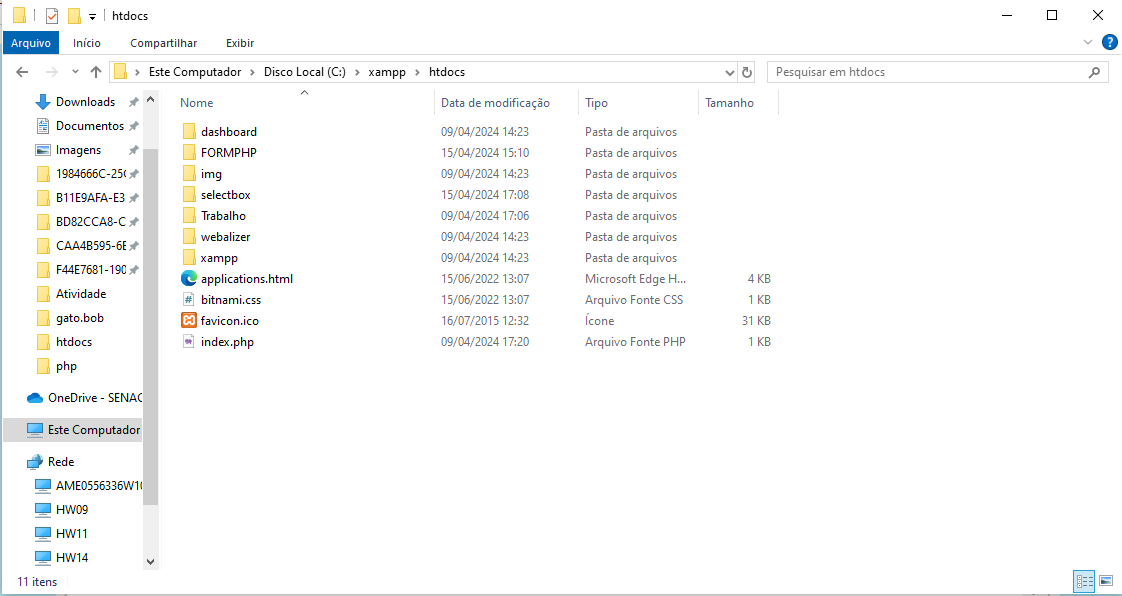 htdocs
Arquivo Início Compartilhar Exibir
Este Computador Disco Local (C:) xampp htdocs Pesquisar em htdocs
Nome Data de modificação Tipo Tamanho
Downloads
Documentos
Imagens
1984666C-25
B11E9AFA-E3
BD82CCA8-C
CAA4B595-6E
F44E7681-190
Atividade
gato.bob
htdocs
php
OneDrive - SENAC
Este Computador
Rede
AME0556336W10
HW09
HW11
HW14
dashboard 09/04/2024 14:23 Pasta de arquivos
FORMPHP 15/04/2024 15:10 Pasta de arquivos
img 09/04/2024 14:23 Pasta de arquivos
selectbox 15/04/2024 17:08 Pasta de arquivos
Trabalho 09/04/2024 17:06 Pasta de arquivos
webalizer 09/04/2024 14:23 Pasta de arquivos
xampp 09/04/2024 14:23 Pasta de arquivos
applications.html 15/06/2022 13:07 Microsoft Edge H... 4 KB
bitnami.css 15/06/2022 13:07 Arquivo Fonte CSS 1 KB
favicon.ico 16/07/2015 12:32 Ícone 31 KB
index.php 09/04/2024 17:20 Arquivo Fonte PHP 1 KB
11 itens